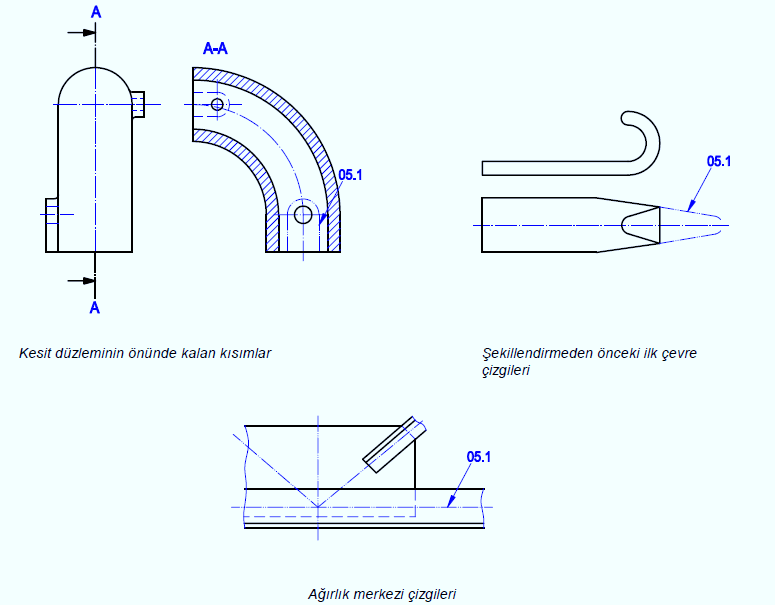 A
A-A
05.1
05.1
A
Kesit düzleminin önünde kalan kısımlar
Şekillendirmeden önceki ilk çevre
çizgileri
05.1
Ağırlık merkezi çizgileri